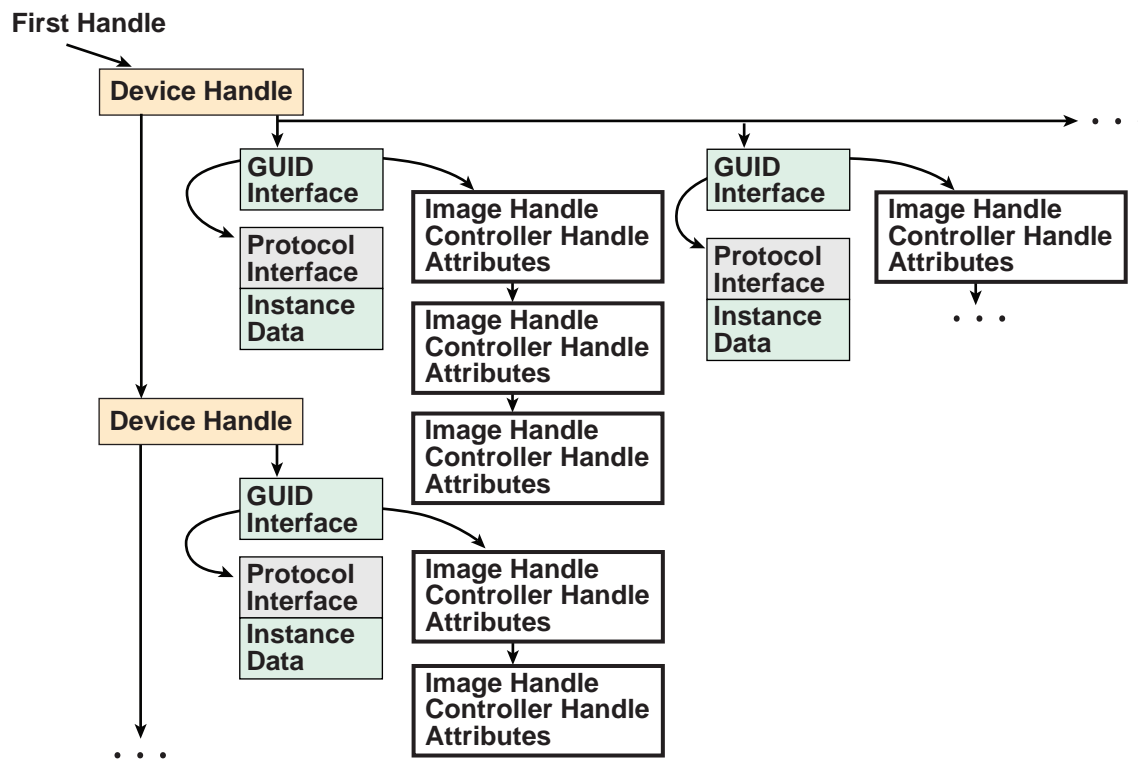 First Handle
Device Handle
. .
GUID
Interface
Image Handle
Controller Handle
Attributes
Protocol
Interface
Instance
Data
Image Handle
Controller Handle
Attributes
Image Handle
Controller Handle
Attributes
GUID
Interface
Image Handle
Controller Handle
Attributes
. . .
Protocol
Interface
Instance
Data
Device Handle
GUID
Interface
Protocol
Interface
Instance
Data
Image Handle
Controller Handle
Attributes
Image Handle
Controller Handle
Attributes
. . .